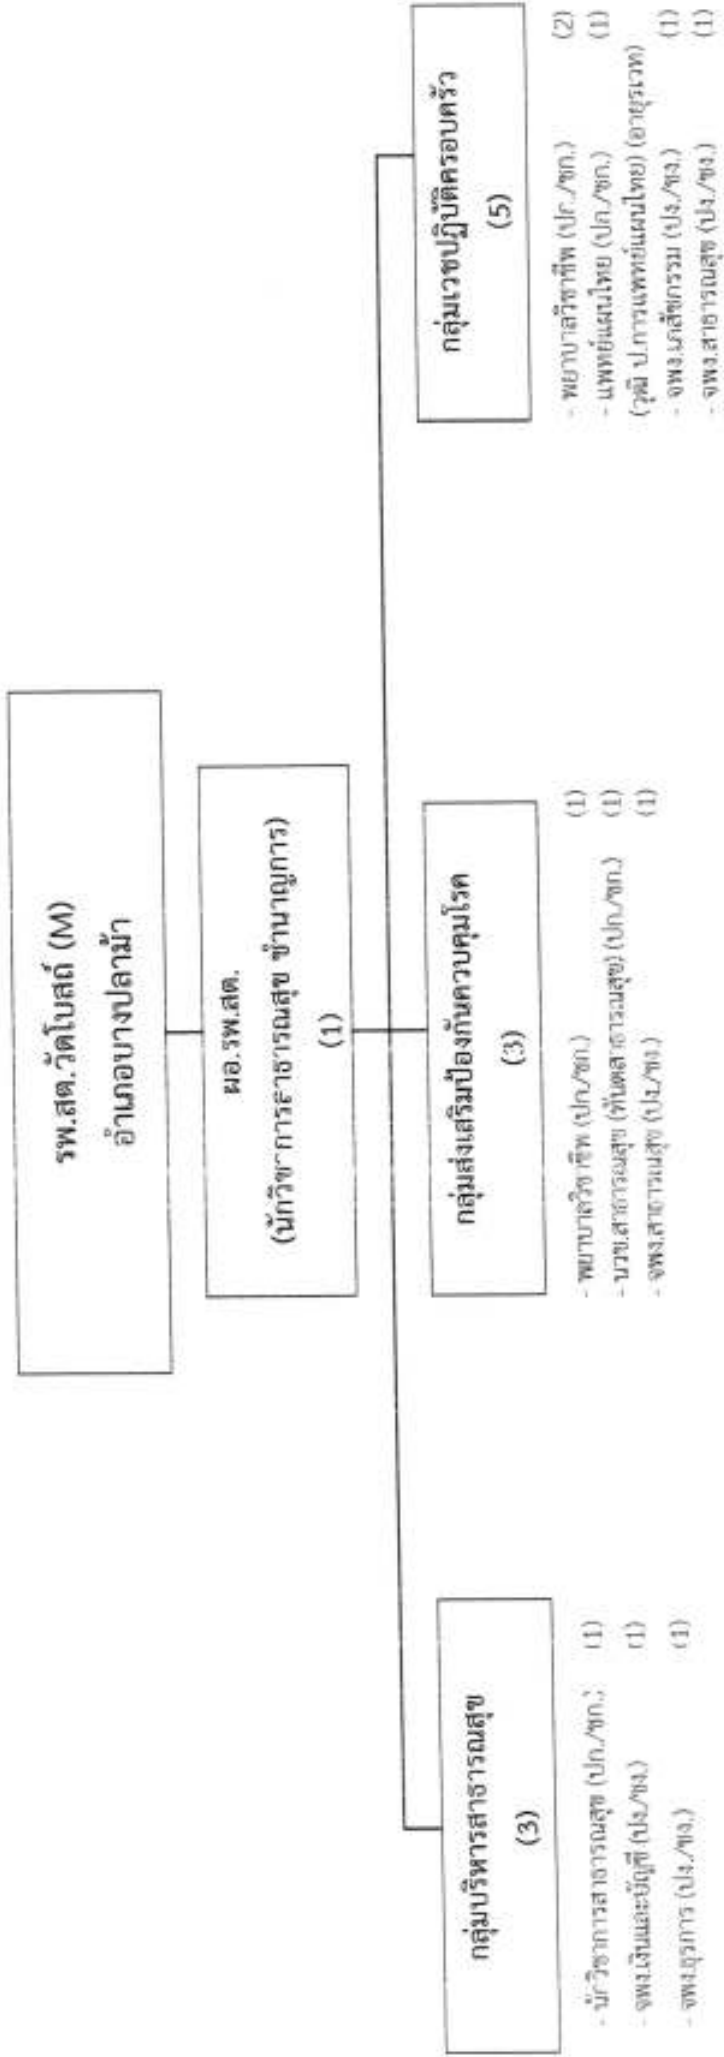 รพ.สต.วัดโบสถ์ (M)
อำเภอบางปลาม้า
ผอ.รพ.สต.
(นักวิชาการสาธารณสุข ชำนาญการ)
(1)
กลุ่มบริหารสาธารณสุข
(3)
- นักวิชาการสาธารณสุข (ปก./ชก.) (1)
- จพง.เงินและบัญชี (ปง./ชง.) (1)
- จพง.ธุรการ (ปง./ชง.) (1)
กลุ่มส่งเสริมป้องกันควบคุมโรค
(3)
- พยาบาลวิชาชีพ (ปก./ชก.) (1)
- นวข.สาธารณสุข (ทันตสาธารณสุข) (ปก./ชก.) (1)
- จพง.สาธารณสุข (ปง./ชง.) (1)
กลุ่มเวชปฏิบัติครอบครัว
(5)
- พยาบาลวิชาชีพ (ปก./ชก.) (2)
- แพทย์แผนไทย (ปก./ชก.) (1)
(วุฒิ ป.การแพทย์แผนไทย) (อายุรเวท)
- จพง.เภสัชกรรม (ปง./ชง.) (1)
- จพง.สาธารณสุข (ปง./ชง.) (1)